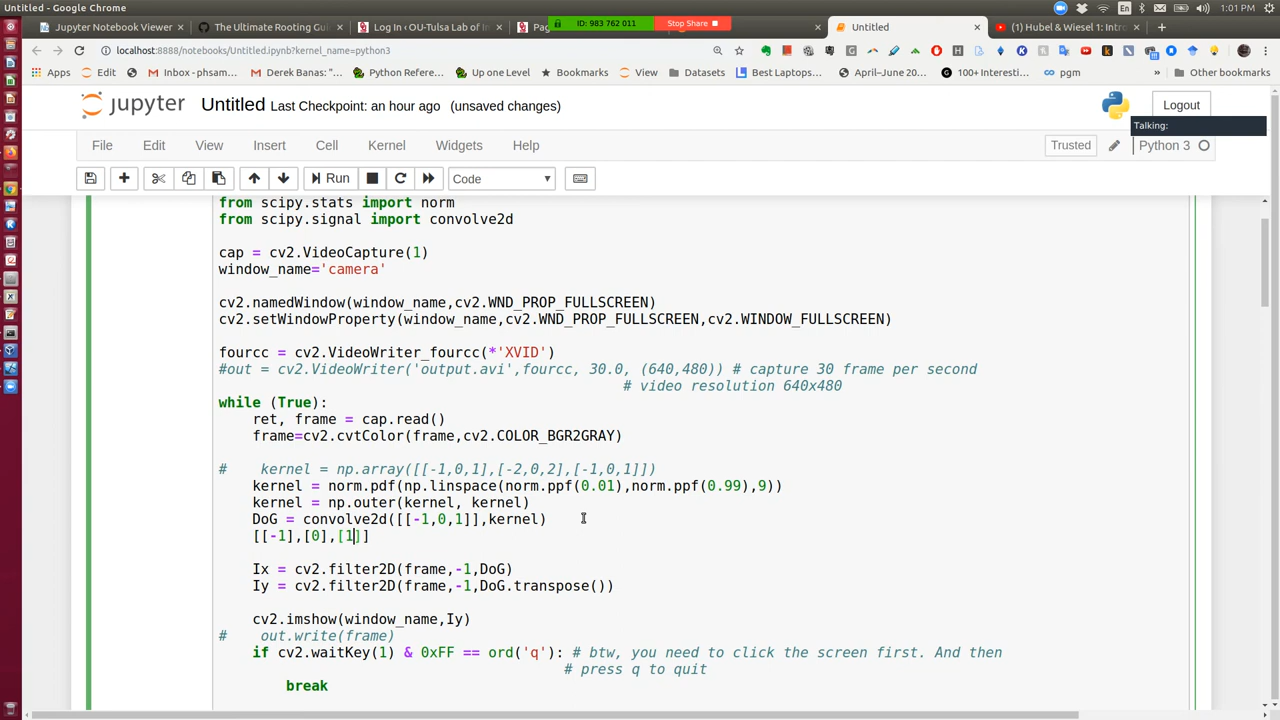 Untitled - Google Chrome
En
1:01 PM
Jupyter Notebook Viewer
The Ultimate Rooting Gui
Log In ‹ OU-Tulsa Lab of In
Pag
ID: 983 762 011
Stop Share
Untitled
(1) Hubel & Wiesel 1: Intro
localhost:8888/notebooks/Untitled.ipynb?kernel_name=python3
Apps
Edit
Inbox - phsam...
Derek Banas: "...
Python Refere...
Up one Level
Bookmarks
View
Datasets
Best Laptops...
April–June 20...
100+ Interesti...
pgm
»
Other bookmarks
jupyter
Untitled
Last Checkpoint: an hour ago
(unsaved changes)
Logout
Talking:
File
Edit
View
Insert
Cell
Kernel
Widgets
Help
Trusted
Python 3
Run
Code
from scipy.stats import norm
from scipy.signal import convolve2d
cap = cv2.VideoCapture(1)
window_name='camera'
cv2.namedWindow(window_name,cv2.WND_PROP_FULLSCREEN)
cv2.setWindowProperty(window_name,cv2.WND_PROP_FULLSCREEN,cv2.WINDOW_FULLSCREEN)
fourcc = cv2.VideoWriter_fourcc(*'XVID')
#out = cv2.VideoWriter('output.avi',fourcc, 30.0, (640,480)) # capture 30 frame per second
# video resolution 640x480
while (True):
ret, frame = cap.read()
frame=cv2.cvtColor(frame,cv2.COLOR_BGR2GRAY)
# kernel = np.array([[-1,0,1],[-2,0,2],[-1,0,1]])
kernel = norm.pdf(np.linspace(norm.ppf(0.01),norm.ppf(0.99),9))
kernel = np.outer(kernel, kernel)
DoG = convolve2d([[-1,0,1]],kernel)
[[-1],[0],[1]]
Ix = cv2.filter2D(frame,-1,DoG)
Iy = cv2.filter2D(frame,-1,DoG.transpose())
cv2.imshow(window_name,Iy)
# out.write(frame)
if cv2.waitKey(1) & 0xFF == ord('q'): # btw, you need to click the screen first. And then
# press q to quit
break